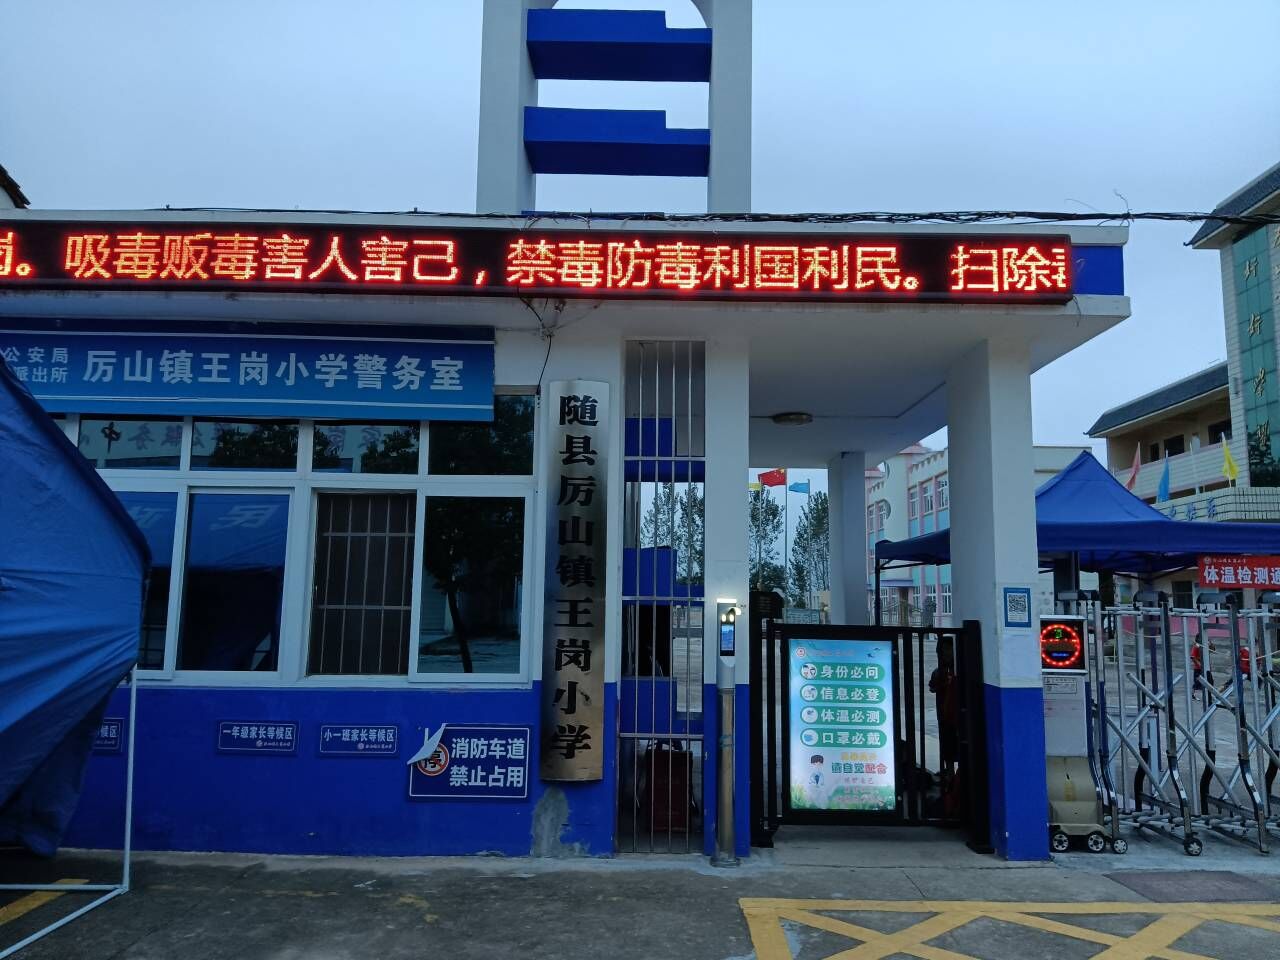 吸毒贩毒害人害己，禁毒防毒利国利民。扫除
公安局
派出所
厉山镇王岗小学警务室
随县厉山镇王岗小学
一年级家长等候区
小一班家长等候区
消防车道
禁止占用
身份必问
信息必登
体温必测
口罩必戴
请自觉配合
体温检测通